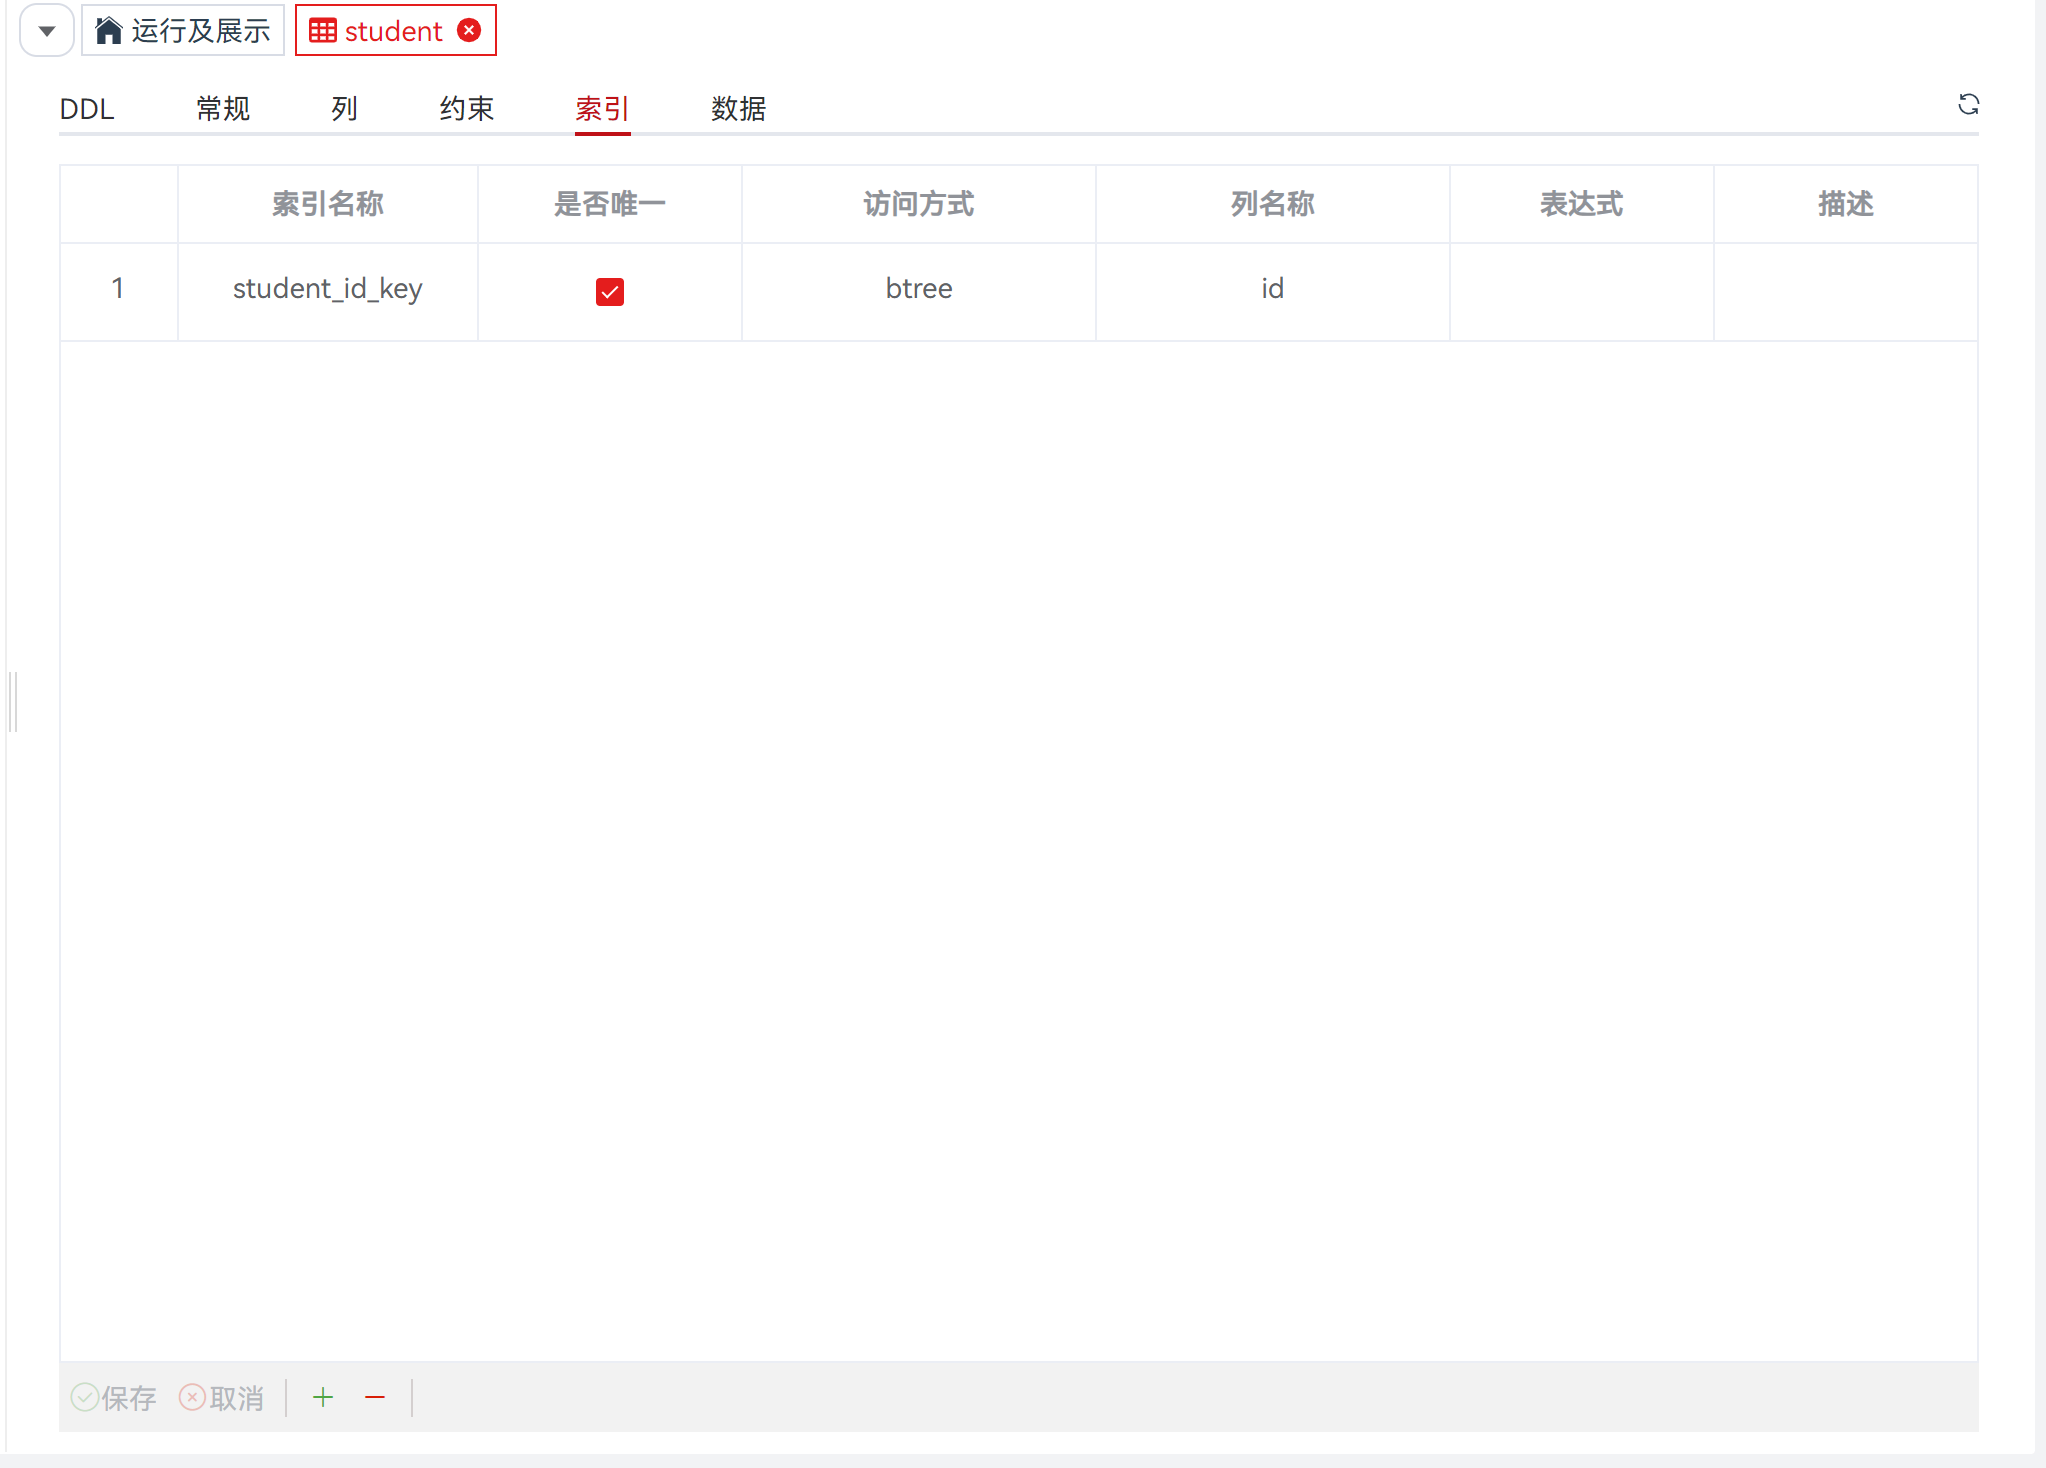 运行及展示 student
DDL 常规 列 约束 索引 数据
索引名称 是否唯一 访问方式 列名称 表达式 描述
1 student_id_key btree id
保存 取消